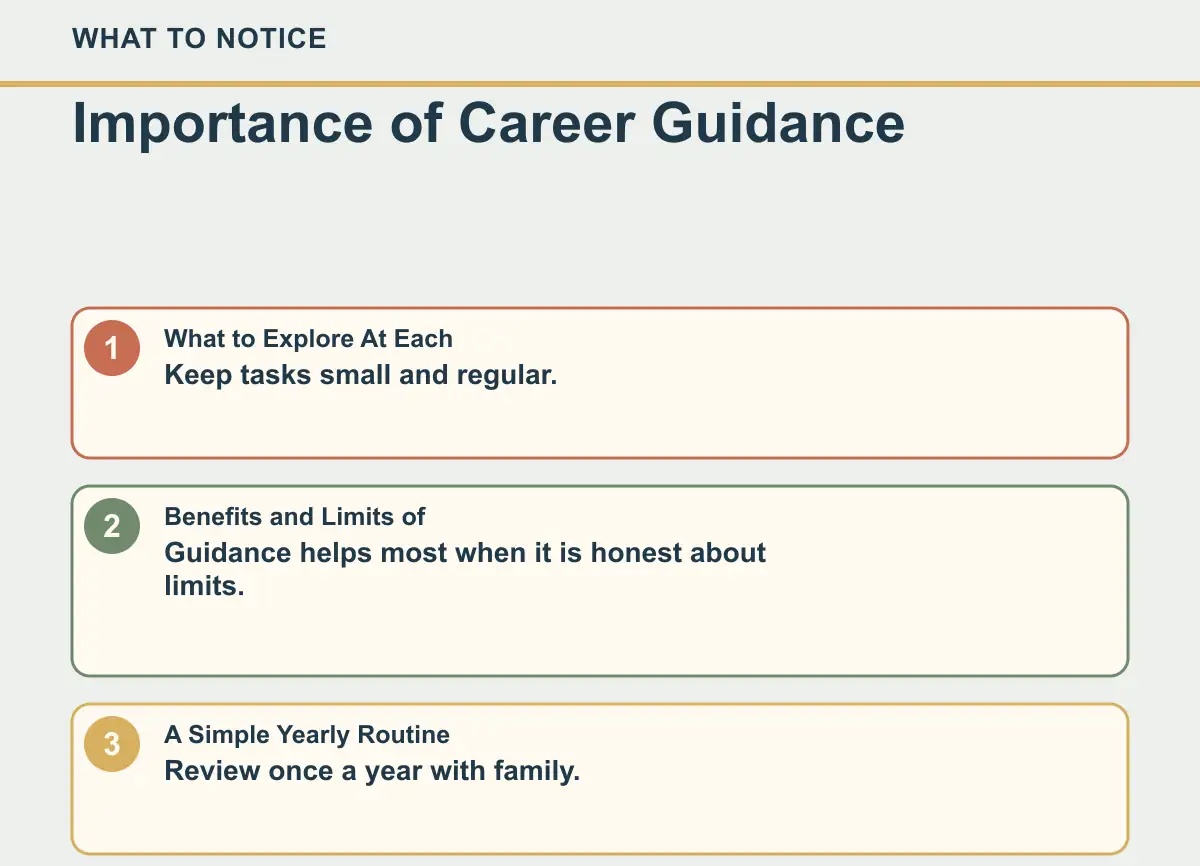 WHAT TO NOTICE
Importance of Career Guidance
1
What to Explore At Each
Keep tasks small and regular.
2
Benefits and Limits of
Guidance helps most when it is honest about
limits.
3
A Simple Yearly Routine
Review once a year with family.